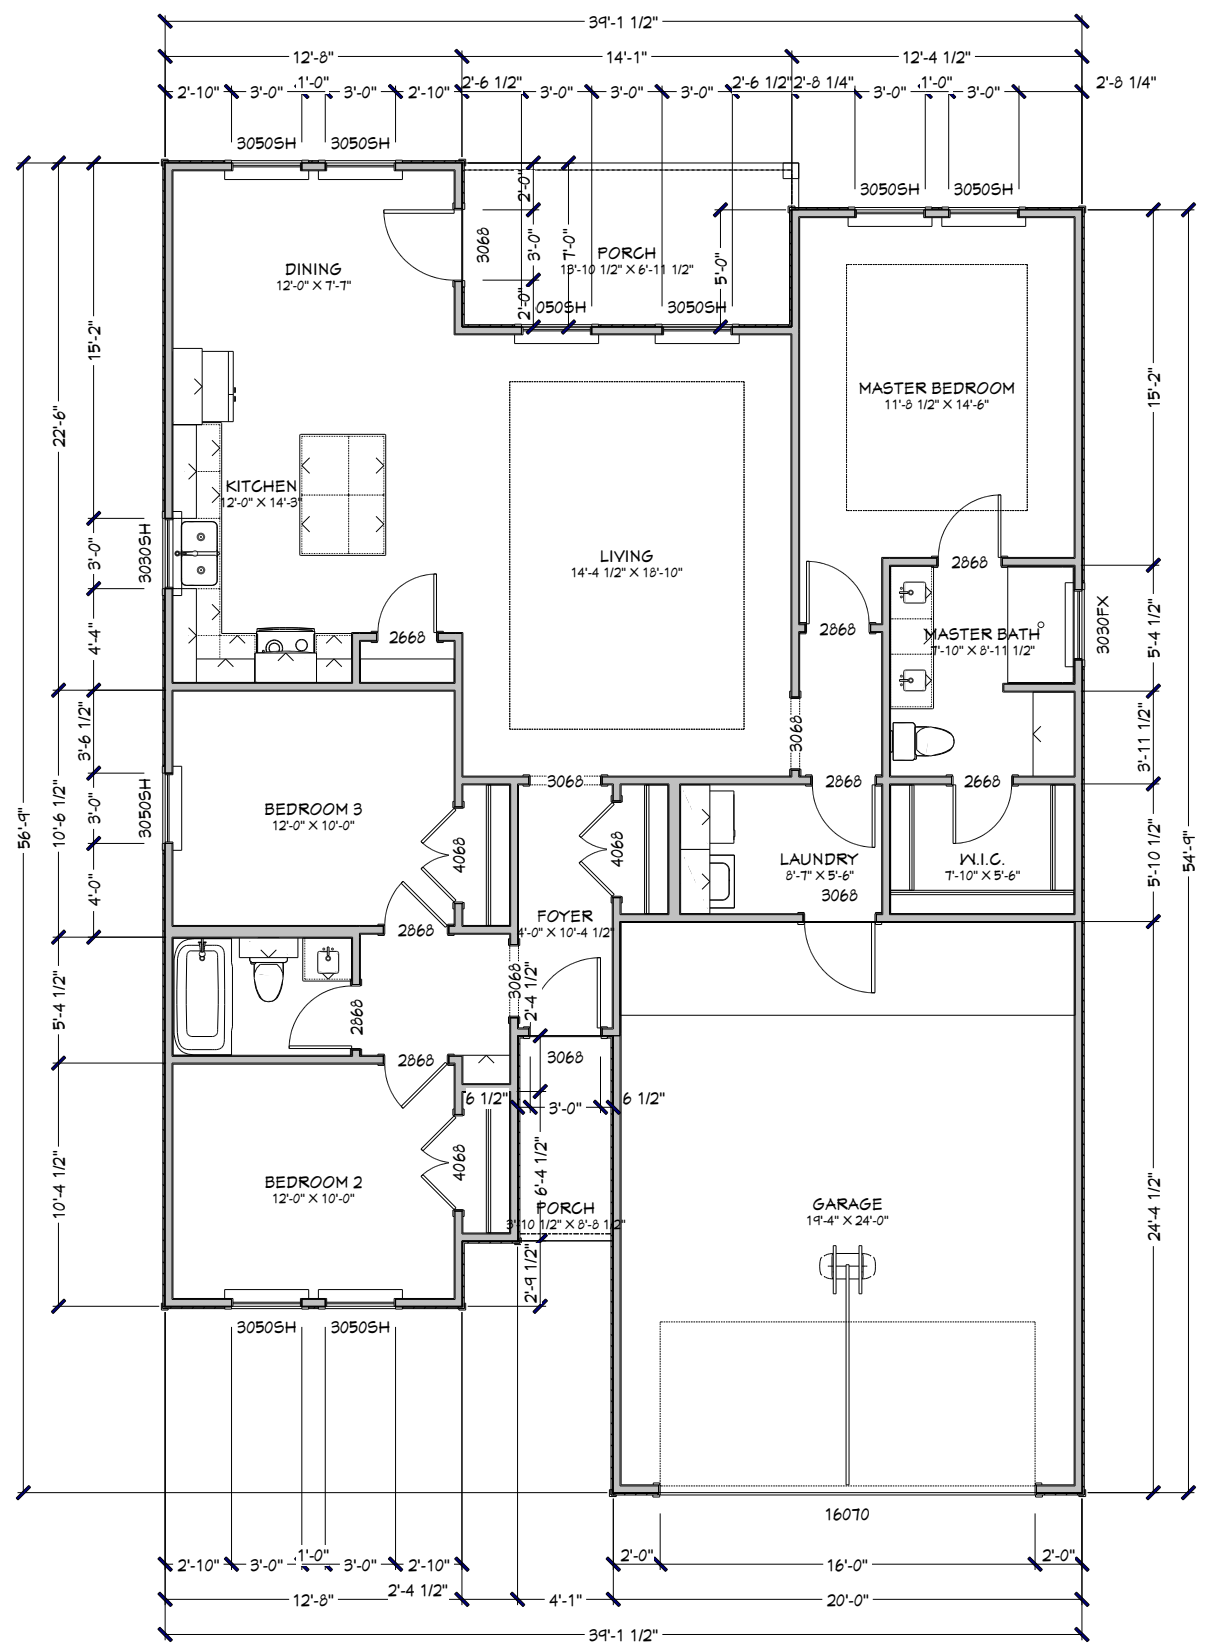 39'-1 1/2"
12'-8"
14'-1"
12'-4 1/2"
2'-10"
3'-0"
1'-0"
3'-0"
2'-10"
2'-6 1/2"
3'-0"
3'-0"
3'-0"
2'-6 1/2"
2'-8 1/4"
3'-0"
1'-0"
3'-0"
2'-8 1/4"
3050SH
3050SH
3050SH
3050SH
2'-0"
3'-0"
2'-0"
7'-0"
5'-0"
3068
PORCH
13'-10 1/2" X 6'-11 1/2"
050SH
3050SH
DINING
12'-0" X 7'-7"
MASTER BEDROOM
11'-8 1/2" X 14'-6"
KITCHEN
12'-0" X 14'-3"
LIVING
14'-4 1/2" X 18'-10"
56'-9"
22'-6"
10'-6 1/2"
5'-4 1/2"
10'-4 1/2"
15'-2"
3'-0"
4'-4"
3'-6 1/2"
3'-0"
4'-0"
3030SH
3050SH
2668
2868
2868
MASTER BATH
7'-10" X 8'-11 1/2"
3030FX
15'-2"
5'-4 1/2"
3'-11 1/2"
5'-10 1/2"
24'-4 1/2"
54'-9"
3068
3068
2868
2668
BEDROOM 3
12'-0" X 10'-0"
4068
4068
LAUNDRY
8'-7" X 5'-6"
3068
W.I.C.
7'-10" X 5'-6"
FOYER
4'-0" X 10'-4 1/2"
2868
3068
2'-4 1/2"
2868
2868
3068
6 1/2"
3'-0"
6 1/2"
4068
6'-4 1/2"
BEDROOM 2
12'-0" X 10'-0"
PORCH
3'-10 1/2" X 8'-8 1/2"
2'-9 1/2"
GARAGE
19'-4" X 24'-0"
3050SH
3050SH
16070
2'-10"
3'-0"
1'-0"
3'-0"
2'-10"
2'-0"
16'-0"
2'-0"
12'-8"
2'-4 1/2"
4'-1"
20'-0"
39'-1 1/2"